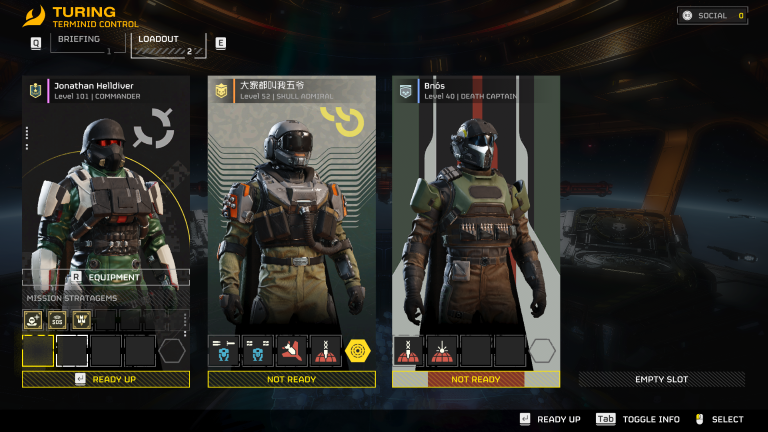 TURING
TERMINID CONTROL
SOCIAL 0
Q
BRIEFING
1
LOADOUT
2
E
Jonathan Helldiver
Level 101 | COMMANDER
大家都叫我五爷
Level 52 | SKULL ADMIRAL
Bnós
Level 40 | DEATH CAPTAIN
R EQUIPMENT
MISSION STRATAGEMS
SOS
READY UP
NOT READY
NOT READY
EMPTY SLOT
READY UP
Tab TOGGLE INFO
SELECT